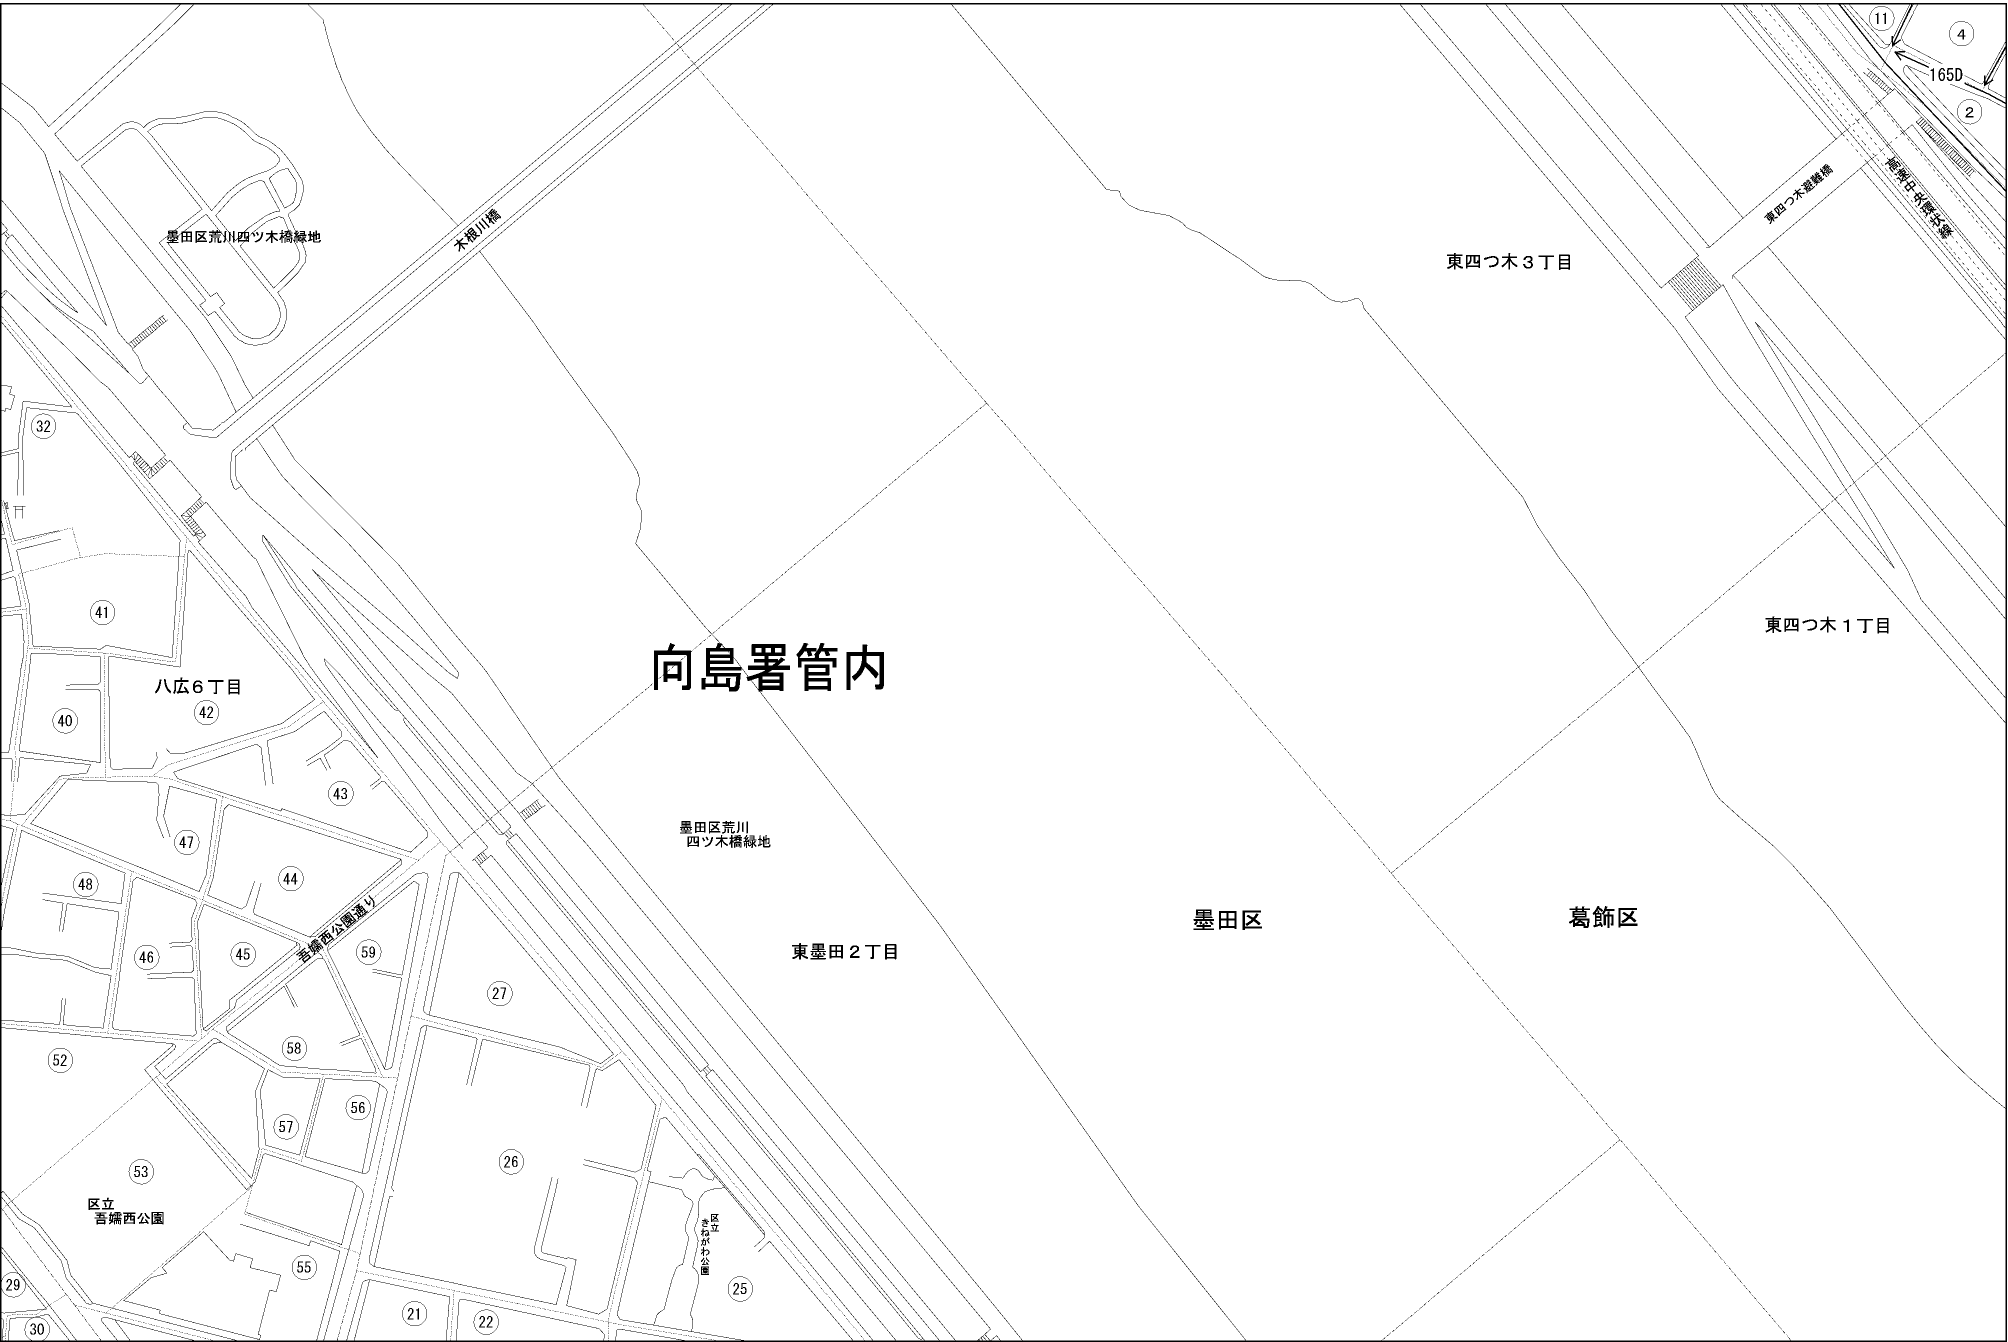 11
4
165D
2
高速中央環状線
東四つ木避難橋
木根川橋
墨田区荒川四ツ木橋緑地
東四つ木3丁目
32
41
東四つ木1丁目
向島署管内
八広6丁目
42
40
43
47
墨田区荒川
四ツ木橋緑地
44
48
吾嬬西公園通り
墨田区
葛飾区
59
45
46
東墨田2丁目
27
58
52
56
57
26
53
区立
吾嬬西公園
区立
きねがわ公園
55
29
25
21
22
30